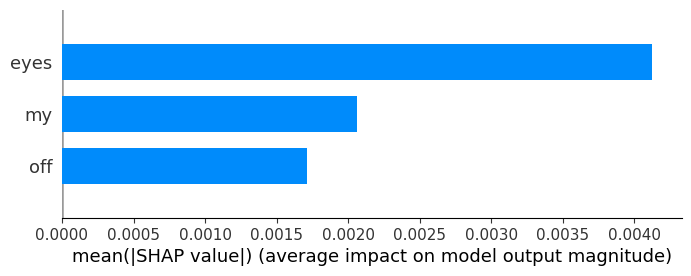 eyes
my
off
0.0000 0.0005 0.0010 0.0015 0.0020 0.0025 0.0030 0.0035 0.0040
mean(|SHAP value|) (average impact on model output magnitude)